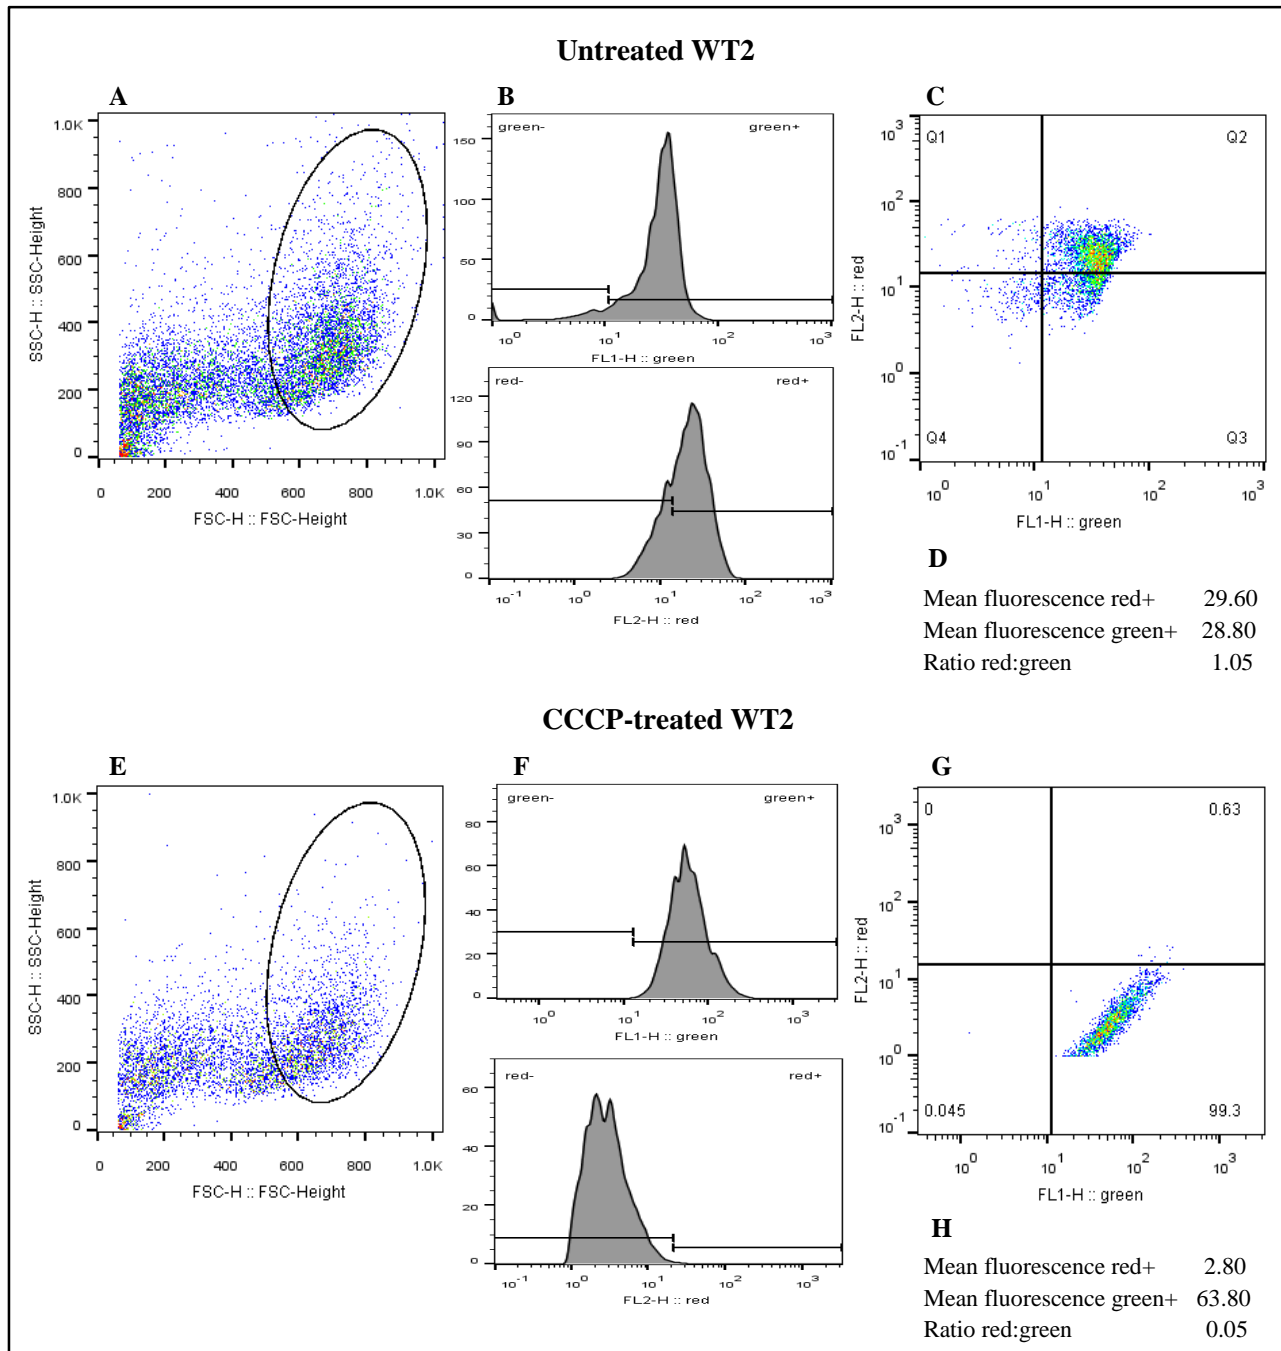 Untreated WT2
A
1.0K
800
600
400
200
0
SSC-H :: SSC-Height
0 200 400 600 800 1.0K
FSC-H :: FSC-Height
B
green- green+
150
100
50
0
10^0 10^1 10^2 10^3
FL1-H :: green
red- red+
120
90
60
30
0
10^-1 10^0 10^1 10^2 10^3
FL2-H :: red
C
10^3
10^2
10^1
10^0
10^-1
FL2-H :: red
Q1 Q2
Q4 Q3
10^0 10^1 10^2 10^3
FL1-H :: green
D
Mean fluorescence red+ 29.60
Mean fluorescence green+ 28.80
Ratio red:green 1.05
CCCP-treated WT2
E
1.0K
800
600
400
200
0
SSC-H :: SSC-Height
0 200 400 600 800 1.0K
FSC-H :: FSC-Height
F
green- green+
80
60
40
20
0
10^0 10^1 10^2 10^3
FL1-H :: green
red- red+
60
40
20
0
10^-1 10^0 10^1 10^2 10^3
FL2-H :: red
G
10^3
10^2
10^1
10^0
10^-1
FL2-H :: red
0 0.63
0.045 99.3
10^0 10^1 10^2 10^3
FL1-H :: green
H
Mean fluorescence red+ 2.80
Mean fluorescence green+ 63.80
Ratio red:green 0.05